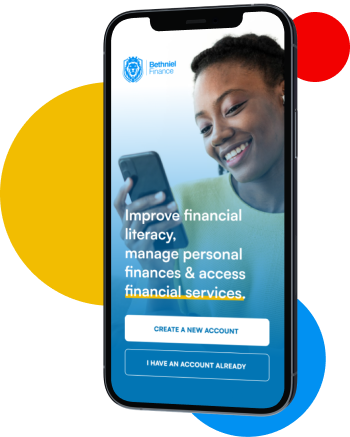 Bethniel
Finance
Improve financial
literacy,
manage personal
finances & access
financial services.
CREATE A NEW ACCOUNT
I HAVE AN ACCOUNT ALREADY